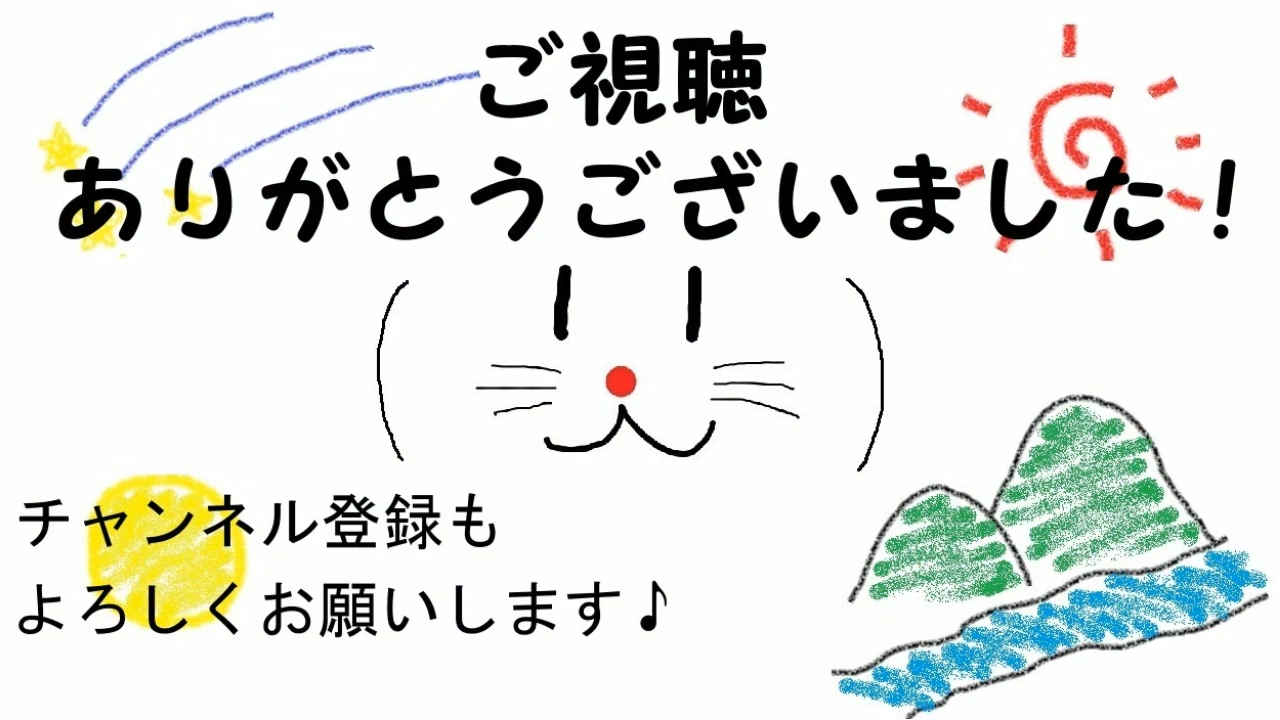 ご視聴
ありがとうございました！
チャンネル登録も
よろしくお願いします♪